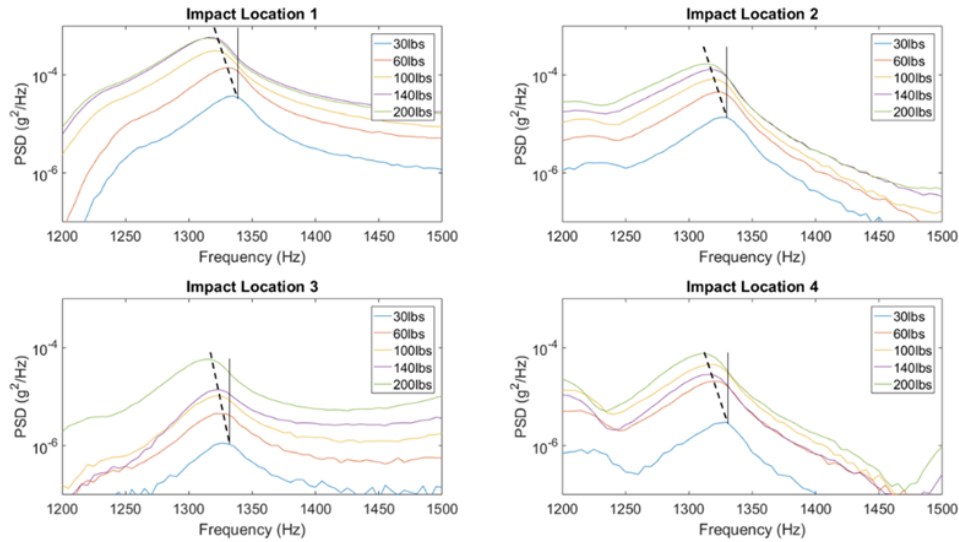 Impact Location 1
PSD (g²/Hz)
10⁻⁴
10⁻⁶
30lbs
60lbs
100lbs
140lbs
200lbs
1200 1250 1300 1350 1400 1450 1500
Frequency (Hz)
Impact Location 2
PSD (g²/Hz)
10⁻⁴
10⁻⁶
30lbs
60lbs
100lbs
140lbs
200lbs
1200 1250 1300 1350 1400 1450 1500
Frequency (Hz)
Impact Location 3
PSD (g²/Hz)
10⁻⁴
10⁻⁶
30lbs
60lbs
100lbs
140lbs
200lbs
1200 1250 1300 1350 1400 1450 1500
Frequency (Hz)
Impact Location 4
PSD (g²/Hz)
10⁻⁴
10⁻⁶
30lbs
60lbs
100lbs
140lbs
200lbs
1200 1250 1300 1350 1400 1450 1500
Frequency (Hz)